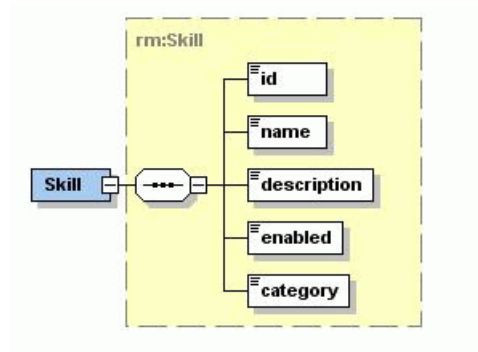 rm:Skill
id
name
Skill
description
enabled
category